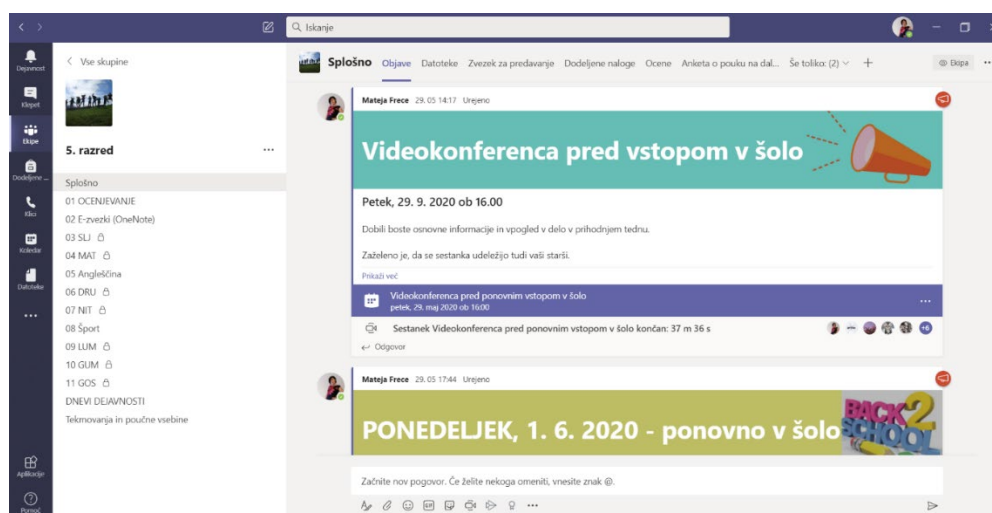 Iskanje
Dejavnost
Klepet
Ekipe
Dodeljene ...
Klici
Koledar
Datoteke
Aplikacije
Pomoč
Vse skupine
5. razred
Splošno
01 OCENJEVANJE
02 E-zvezki (OneNote)
03 SLJ
04 MAT
05 Angleščina
06 DRU
07 NIT
08 Šport
09 LUM
10 GUM
11 GOS
DNEVI DEJAVNOSTI
Tekmovanja in poučne vsebine
Splošno Objave Datoteke Zvezek za predavanje Dodeljene naloge Ocene Anketa o pouku na dal... Še toliko: (2) Ekipa
Mateja Frece 29. 05 14:17 Urejeno
Videokonferenca pred vstopom v šolo
Petek, 29. 9. 2020 ob 16.00
Dobili boste osnovne informacije in vpogled v delo v prihodnjem tednu.
Zaželeno je, da se sestanka udeležijo tudi vaši starši.
Prikaži več
Videokonferenca pred ponovnim vstopom v šolo
petek, 29. maj 2020 ob 16:00
Sestanek Videokonferenca pred ponovnim vstopom v šolo končan: 37 m 36 s +6
Odgovor
Mateja Frece 29. 05 17:44 Urejeno
PONEDELJEK, 1. 6. 2020 - ponovno v šolo
BACK 2
SCHOOL
Začnite nov pogovor. Če želite nekoga omeniti, vnesite znak @.
GIF